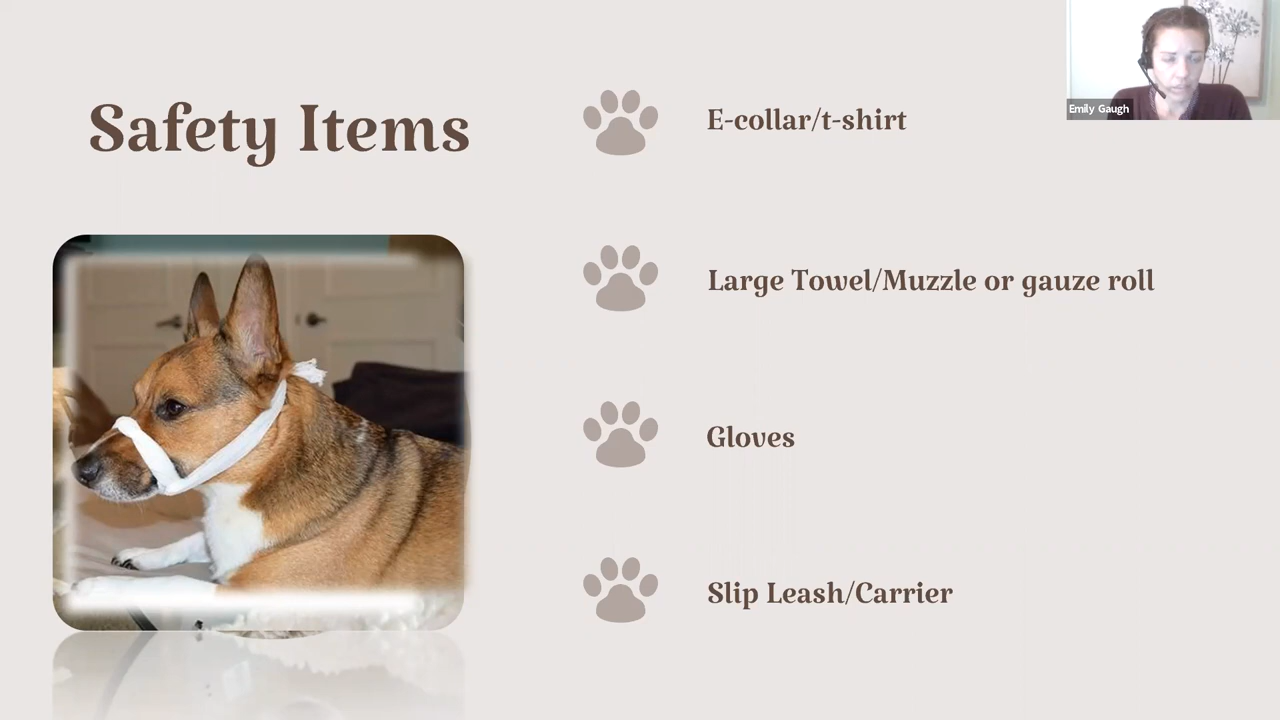 Safety Items
E-collar/t-shirt
Large Towel/Muzzle or gauze roll
Gloves
Slip Leash/Carrier
Emily Gaugh